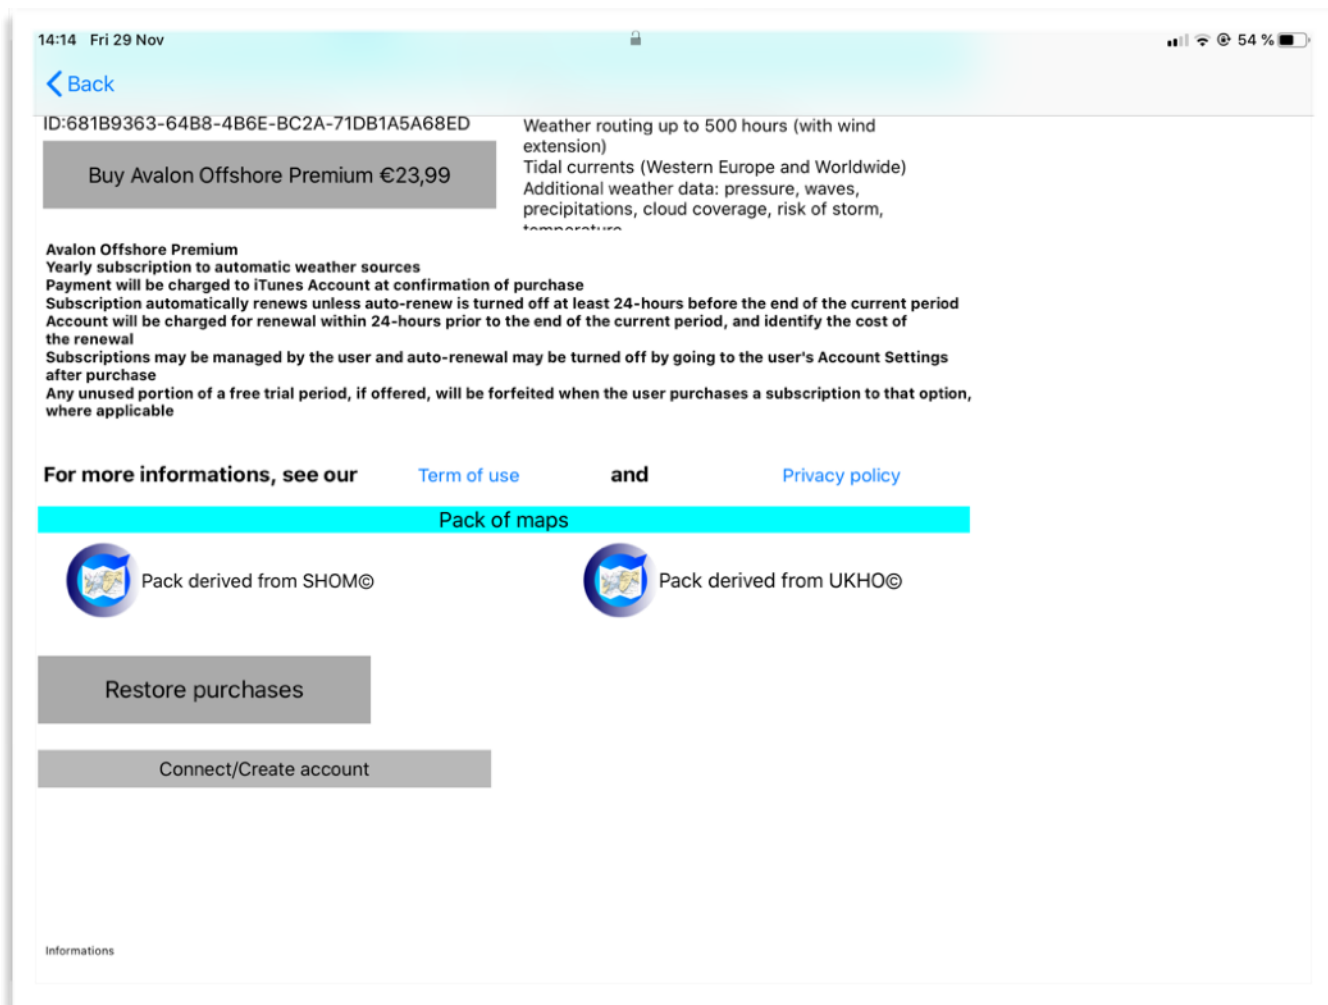 14:14 Fri 29 Nov
54 %
Back
ID:681B9363-64B8-4B6E-BC2A-71DB1A5A68ED
Buy Avalon Offshore Premium €23,99
Weather routing up to 500 hours (with wind
extension)
Tidal currents (Western Europe and Worldwide)
Additional weather data: pressure, waves,
precipitations, cloud coverage, risk of storm,
temperature
Avalon Offshore Premium
Yearly subscription to automatic weather sources
Payment will be charged to iTunes Account at confirmation of purchase
Subscription automatically renews unless auto-renew is turned off at least 24-hours before the end of the current period
Account will be charged for renewal within 24-hours prior to the end of the current period, and identify the cost of
the renewal
Subscriptions may be managed by the user and auto-renewal may be turned off by going to the user's Account Settings
after purchase
Any unused portion of a free trial period, if offered, will be forfeited when the user purchases a subscription to that option,
where applicable
For more informations, see our Term of use and Privacy policy
Pack of maps
Pack derived from SHOM©
Pack derived from UKHO©
Restore purchases
Connect/Create account
Informations